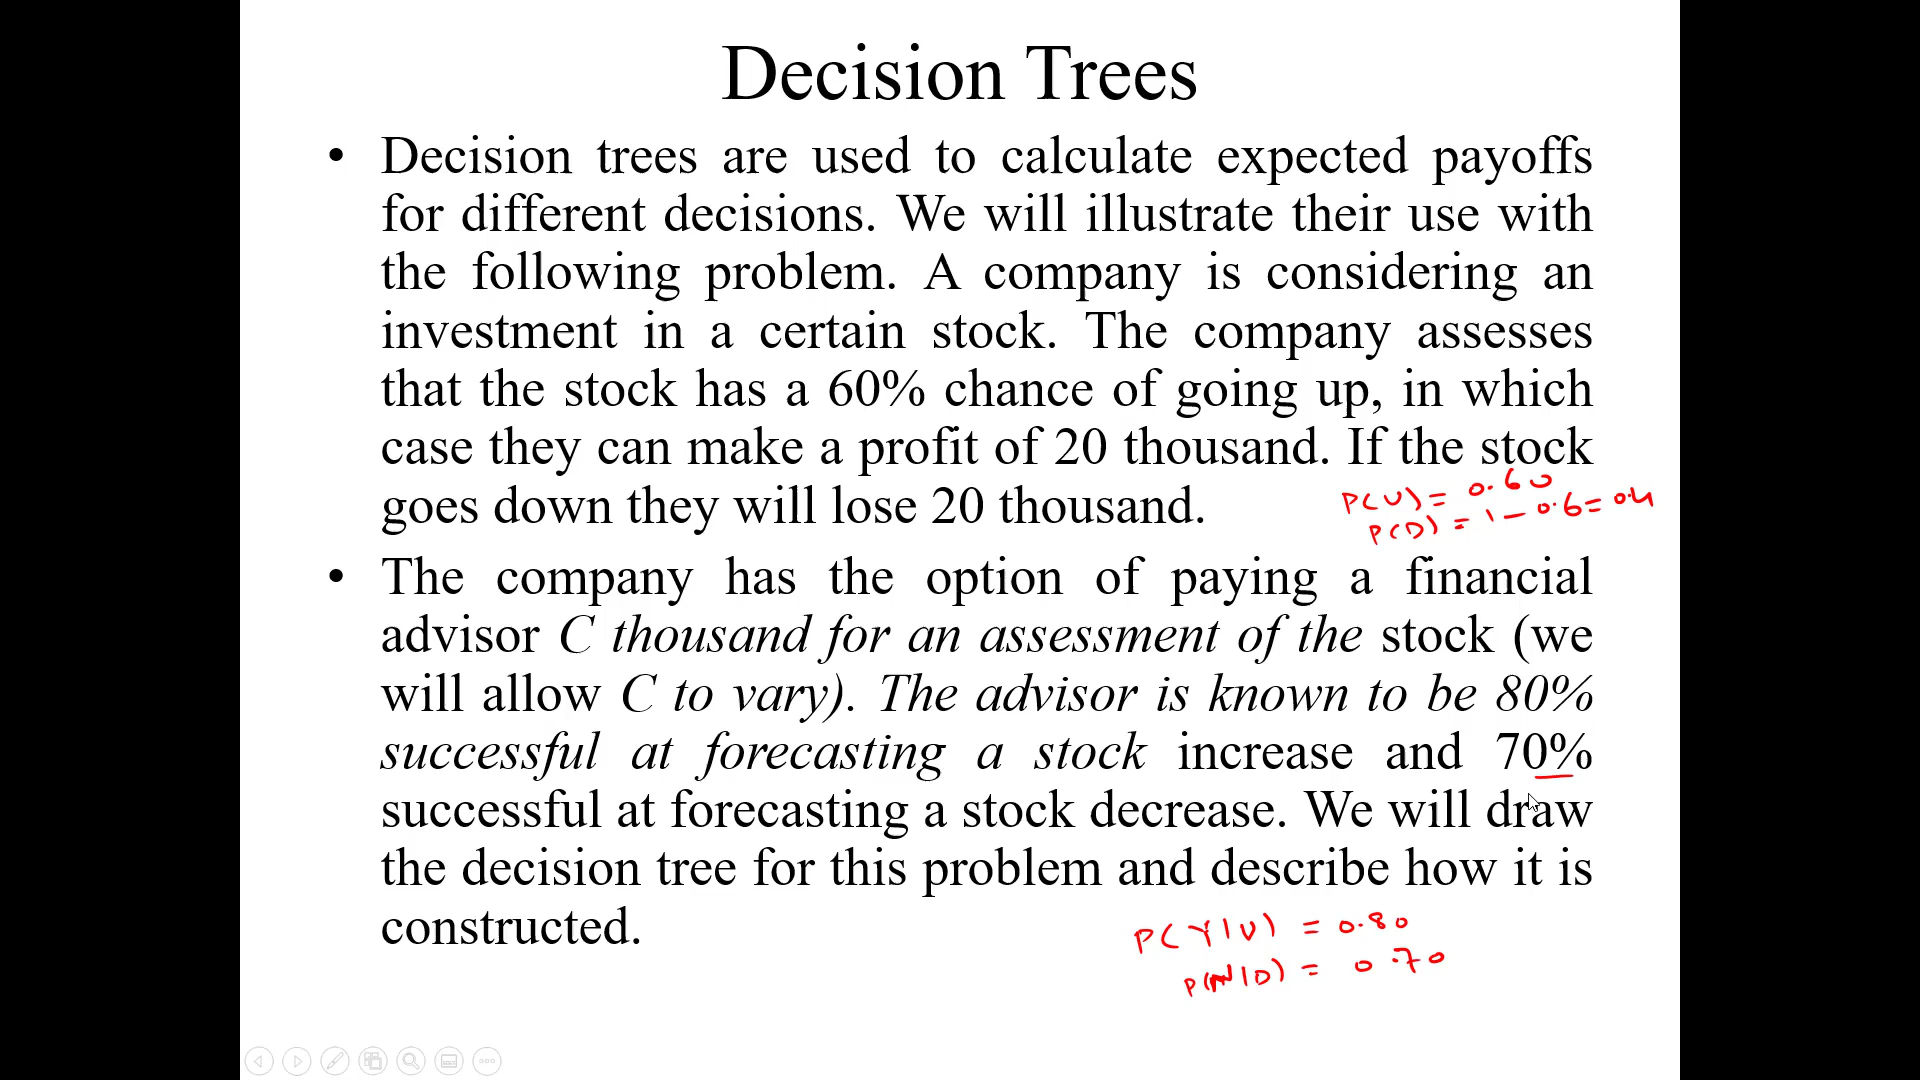 Decision Trees
• Decision trees are used to calculate expected payoffs
for different decisions. We will illustrate their use with
the following problem. A company is considering an
investment in a certain stock. The company assesses
that the stock has a 60% chance of going up, in which
case they can make a profit of 20 thousand. If the stock
goes down they will lose 20 thousand.
P(U) = 0.60
P(D) = 1 - 0.6 = 0.4
• The company has the option of paying a financial
advisor C thousand for an assessment of the stock (we
will allow C to vary). The advisor is known to be 80%
successful at forecasting a stock increase and 70%
successful at forecasting a stock decrease. We will draw
the decision tree for this problem and describe how it is
constructed.
P(Y|U) = 0.80
P(N|D) = 0.70